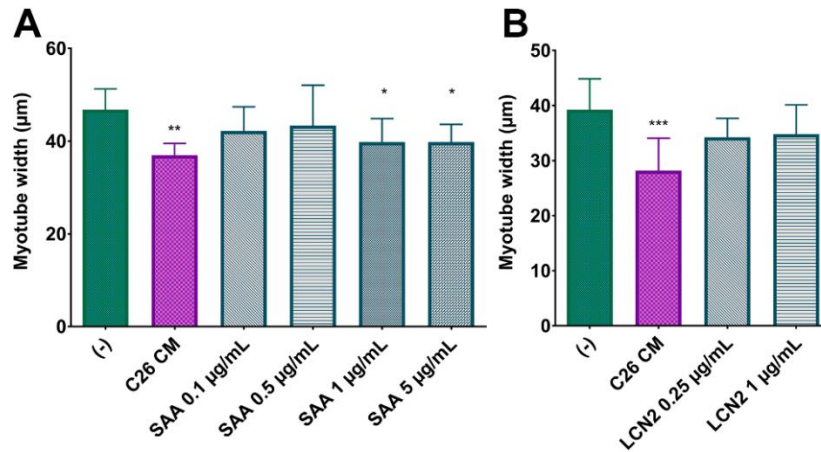 A
Myotube width (µm)
60
40
20
0
**
*
*
(-)
C26 CM
SAA 0.1 µg/mL
SAA 0.5 µg/mL
SAA 1 µg/mL
SAA 5 µg/mL
B
Myotube width (µm)
50
40
30
20
10
0
***
(-)
C26 CM
LCN2 0.25 µg/mL
LCN2 1 µg/mL